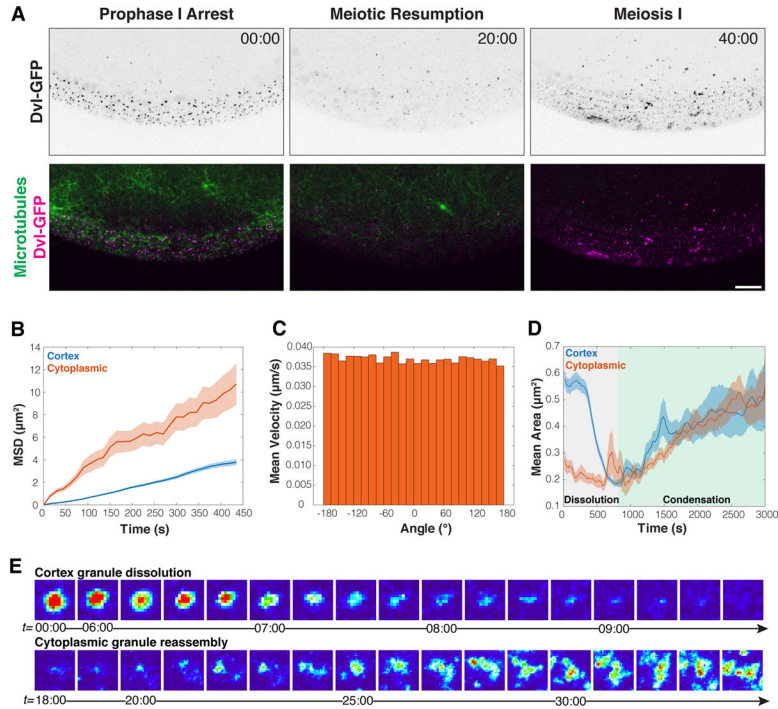 A
Prophase I Arrest
Meiotic Resumption
Meiosis I
Dvl-GFP
00:00
20:00
40:00
Microtubules
Dvl-GFP
B
Cortex
Cytoplasmic
MSD (μm²)
14
12
10
8
6
4
2
0
0 50 100 150 200 250 300 350 400 450
Time (s)
C
Mean Velocity (μm/s)
0.040
0.035
0.030
0.025
0.020
0.015
0.010
0.005
0
-180 -120 -60 0 60 120 180
Angle (°)
D
Cortex
Cytoplasmic
Mean Area (μm²)
0.7
0.6
0.5
0.4
0.3
0.2
0.1
Dissolution
Condensation
0 500 1000 1500 2000 2500 3000
Time (s)
E
Cortex granule dissolution
t= 00:00 06:00 07:00 08:00 09:00
Cytoplasmic granule reassembly
t= 18:00 20:00 25:00 30:00